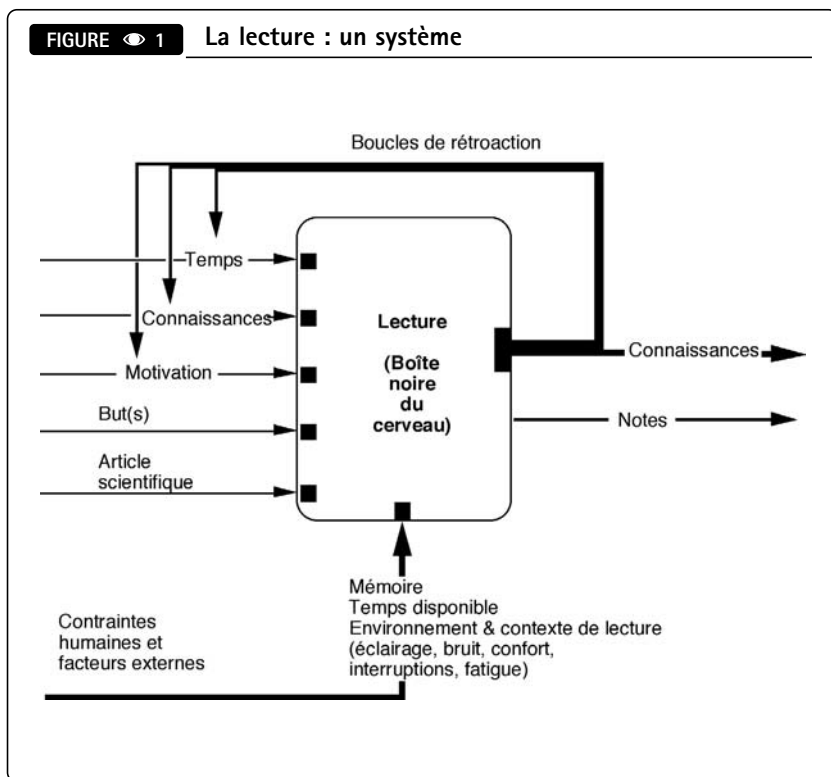 FIGURE 1 La lecture : un système
Boucles de rétroaction
Temps
Connaissances
Motivation
But(s)
Article
scientifique
Lecture
(Boîte
noire
du
cerveau)
Connaissances
Notes
Contraintes
humaines et
facteurs externes
Mémoire
Temps disponible
Environnement & contexte de lecture
(éclairage, bruit, confort,
interruptions, fatigue)